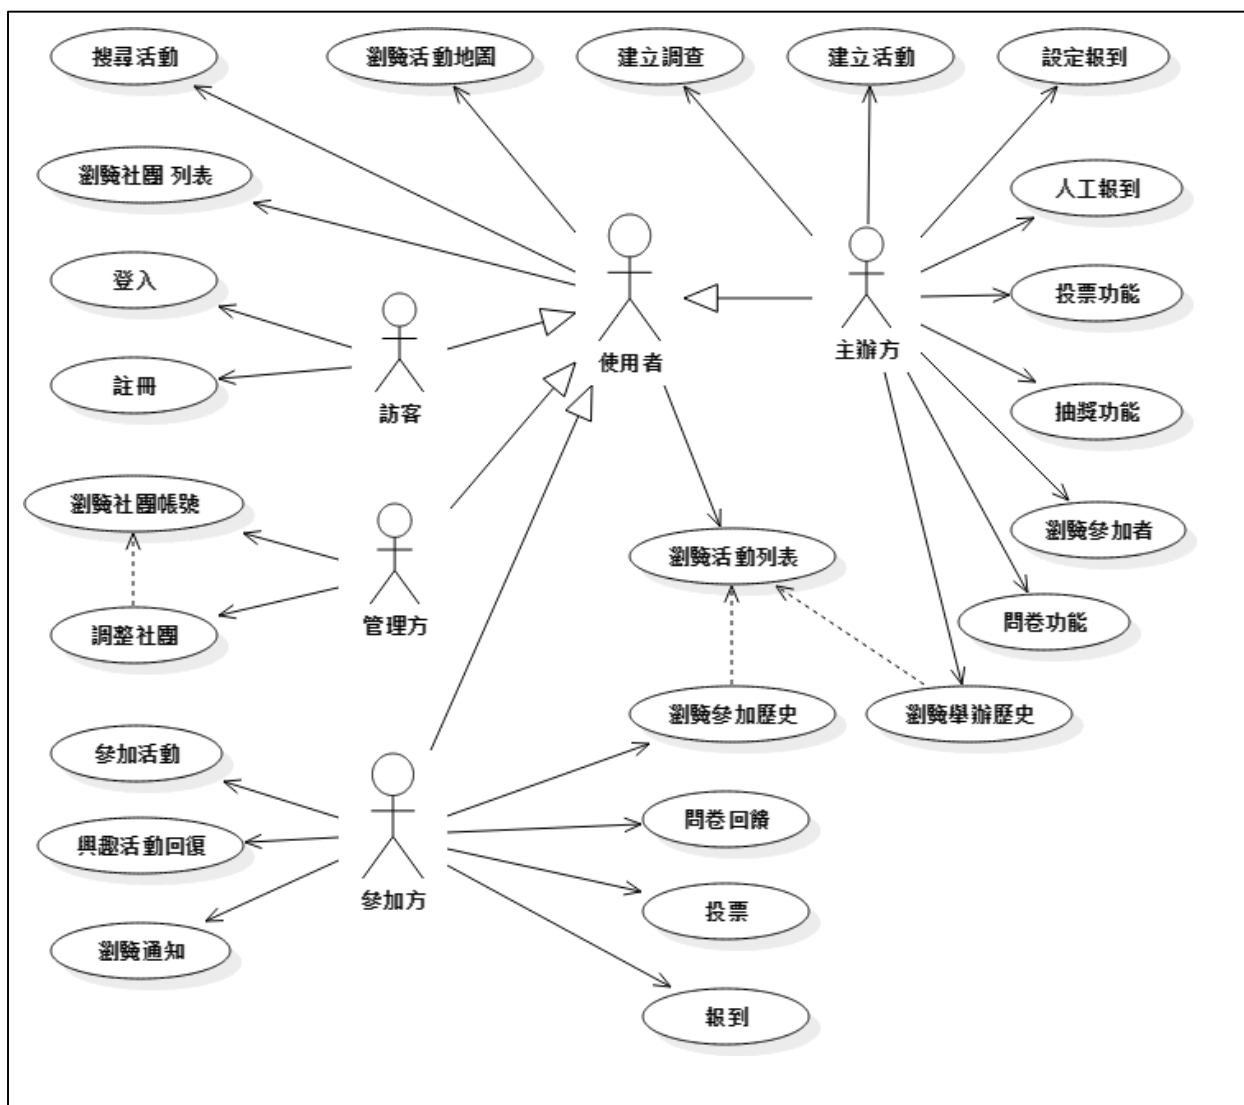 搜尋活動
瀏覽活動地圖
建立調查
建立活動
設定報到
瀏覽社團 列表
人工報到
登入
投票功能
使用者
主辦方
註冊
訪客
抽獎功能
瀏覽社團帳號
瀏覽參加者
瀏覽活動列表
管理方
問卷功能
調整社團
瀏覽參加歷史
瀏覽舉辦歷史
參加活動
問卷回饋
興趣活動回復
參加方
投票
瀏覽通知
報到